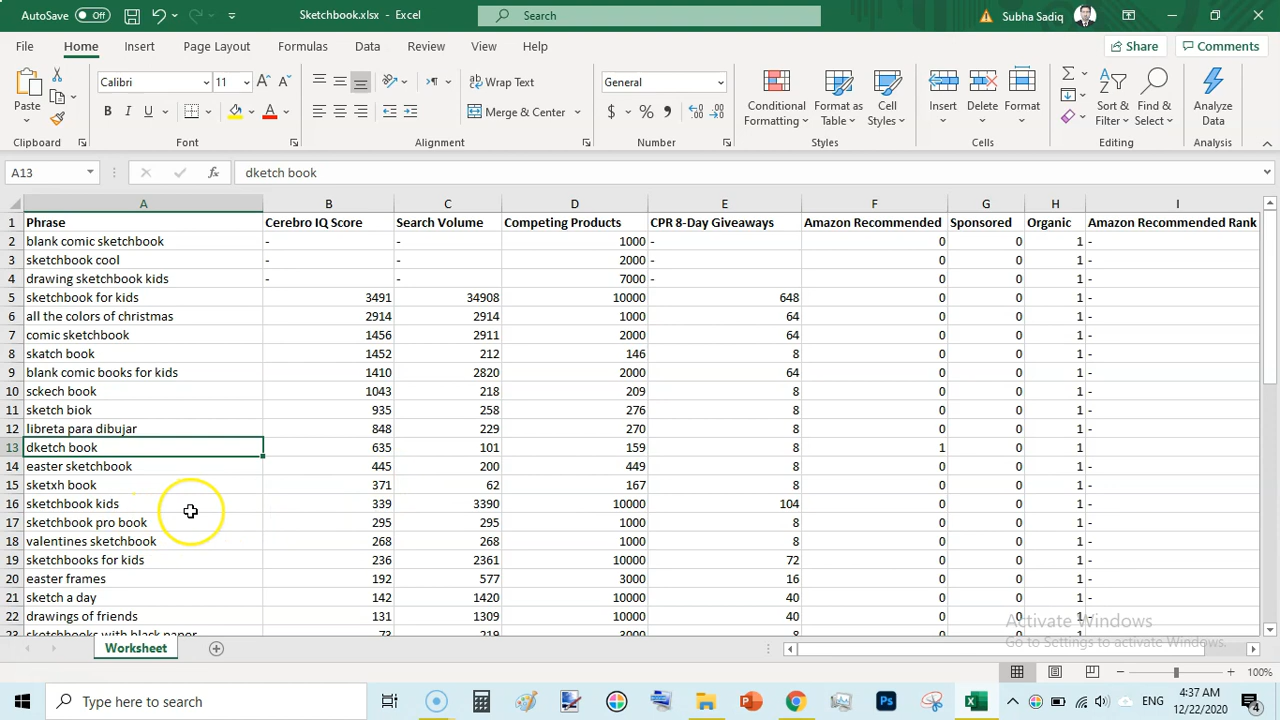 AutoSave Off Sketchbook.xlsx - Excel Search Subha Sadiq
File Home Insert Page Layout Formulas Data Review View Help Share Comments
Paste Calibri 11 Wrap Text General Conditional Formatting Format as Table Cell Styles Insert Delete Format Sort & Filter Find & Select Analyze Data
B I U A Merge & Center $ %
Clipboard Font Alignment Number Styles Cells Editing Analysis
A13 fx dketch book
A B C D E F G H I
1 Phrase Cerebro IQ Score Search Volume Competing Products CPR 8-Day Giveaways Amazon Recommended Sponsored Organic Amazon Recommended Rank
2 blank comic sketchbook - - 1000 - 0 0 1 -
3 sketchbook cool - - 2000 - 0 0 1 -
4 drawing sketchbook kids - - 7000 - 0 0 1 -
5 sketchbook for kids 3491 34908 10000 648 0 0 1 -
6 all the colors of christmas 2914 2914 1000 64 0 0 1 -
7 comic sketchbook 1456 2911 2000 64 0 0 1 -
8 skatch book 1452 212 146 8 0 0 1 -
9 blank comic books for kids 1410 2820 2000 64 0 0 1 -
10 sckech book 1043 218 209 8 0 0 1 -
11 sketch biok 935 258 276 8 0 0 1 -
12 libreta para dibujar 848 229 270 8 0 0 1 -
13 dketch book 635 101 159 8 1 0 1 -
14 easter sketchbook 445 200 449 8 0 0 1 -
15 sketxh book 371 62 167 8 0 0 1 -
16 sketchbook kids 339 3390 10000 104 0 0 1 -
17 sketchbook pro book 295 295 1000 8 0 0 1 -
18 valentines sketchbook 268 268 1000 8 0 0 1 -
19 sketchbooks for kids 236 2361 10000 72 0 0 1 -
20 easter frames 192 577 3000 16 0 0 1 -
21 sketch a day 142 1420 10000 40 0 0 1 -
22 drawings of friends 131 1309 10000 40 0 0 1 -
23 sketchbooks with black paper 73 219 3000 8 0 0 1 -
Activate Windows
Go to Settings to activate Windows.
Worksheet
100%
Type here to search ENG 4:37 AM
12/22/2020 4